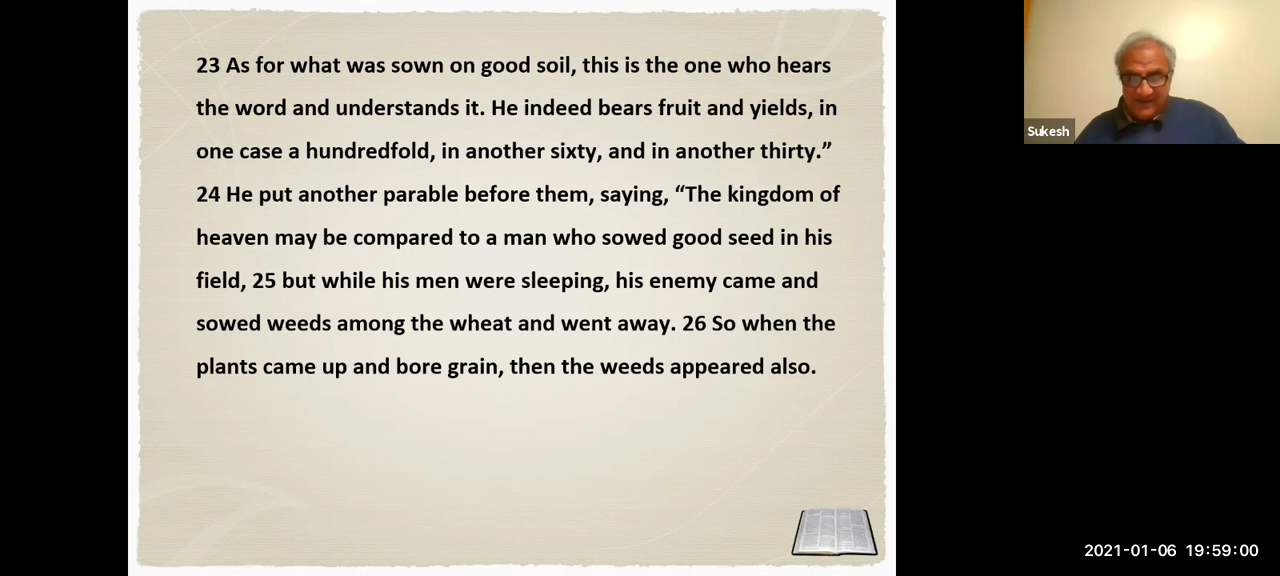 23 As for what was sown on good soil, this is the one who hears
the word and understands it. He indeed bears fruit and yields, in
one case a hundredfold, in another sixty, and in another thirty.”
24 He put another parable before them, saying, “The kingdom of
heaven may be compared to a man who sowed good seed in his
field, 25 but while his men were sleeping, his enemy came and
sowed weeds among the wheat and went away. 26 So when the
plants came up and bore grain, then the weeds appeared also.
Sukesh
2021-01-06 19:59:00